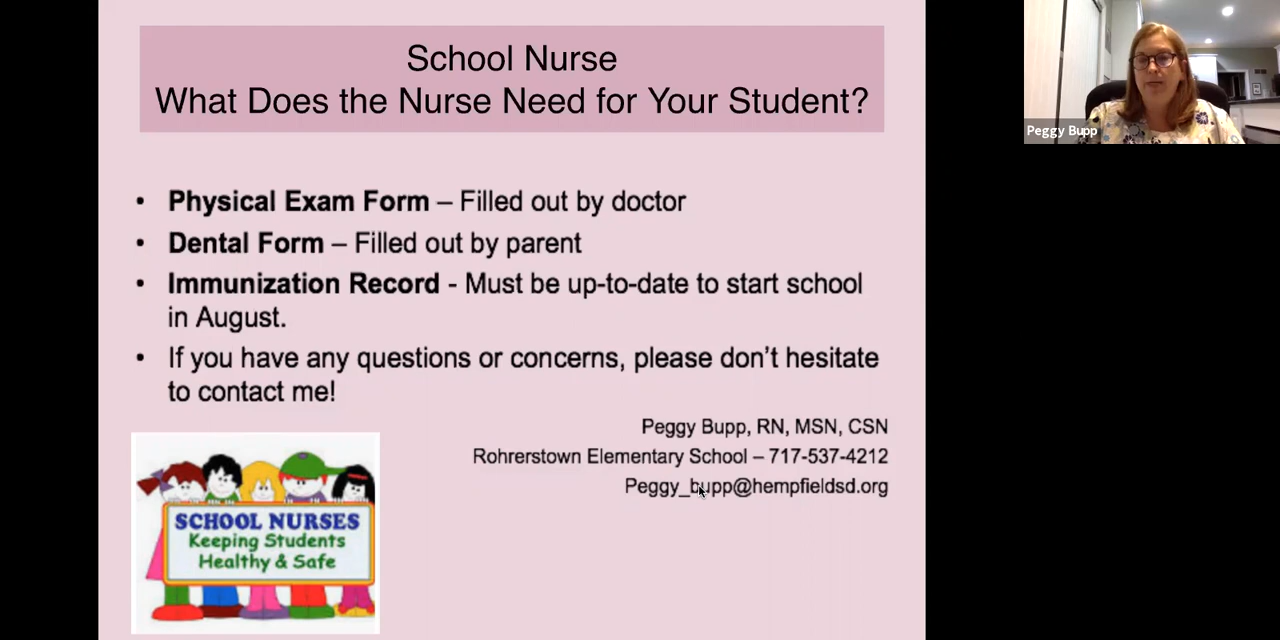 School Nurse
What Does the Nurse Need for Your Student?
• Physical Exam Form – Filled out by doctor
• Dental Form – Filled out by parent
• Immunization Record - Must be up-to-date to start school
in August.
• If you have any questions or concerns, please don't hesitate
to contact me!
Peggy Bupp, RN, MSN, CSN
Rohrerstown Elementary School – 717-537-4212
Peggy_bupp@hempfieldsd.org
SCHOOL NURSES
Keeping Students
Healthy & Safe
Peggy Bupp